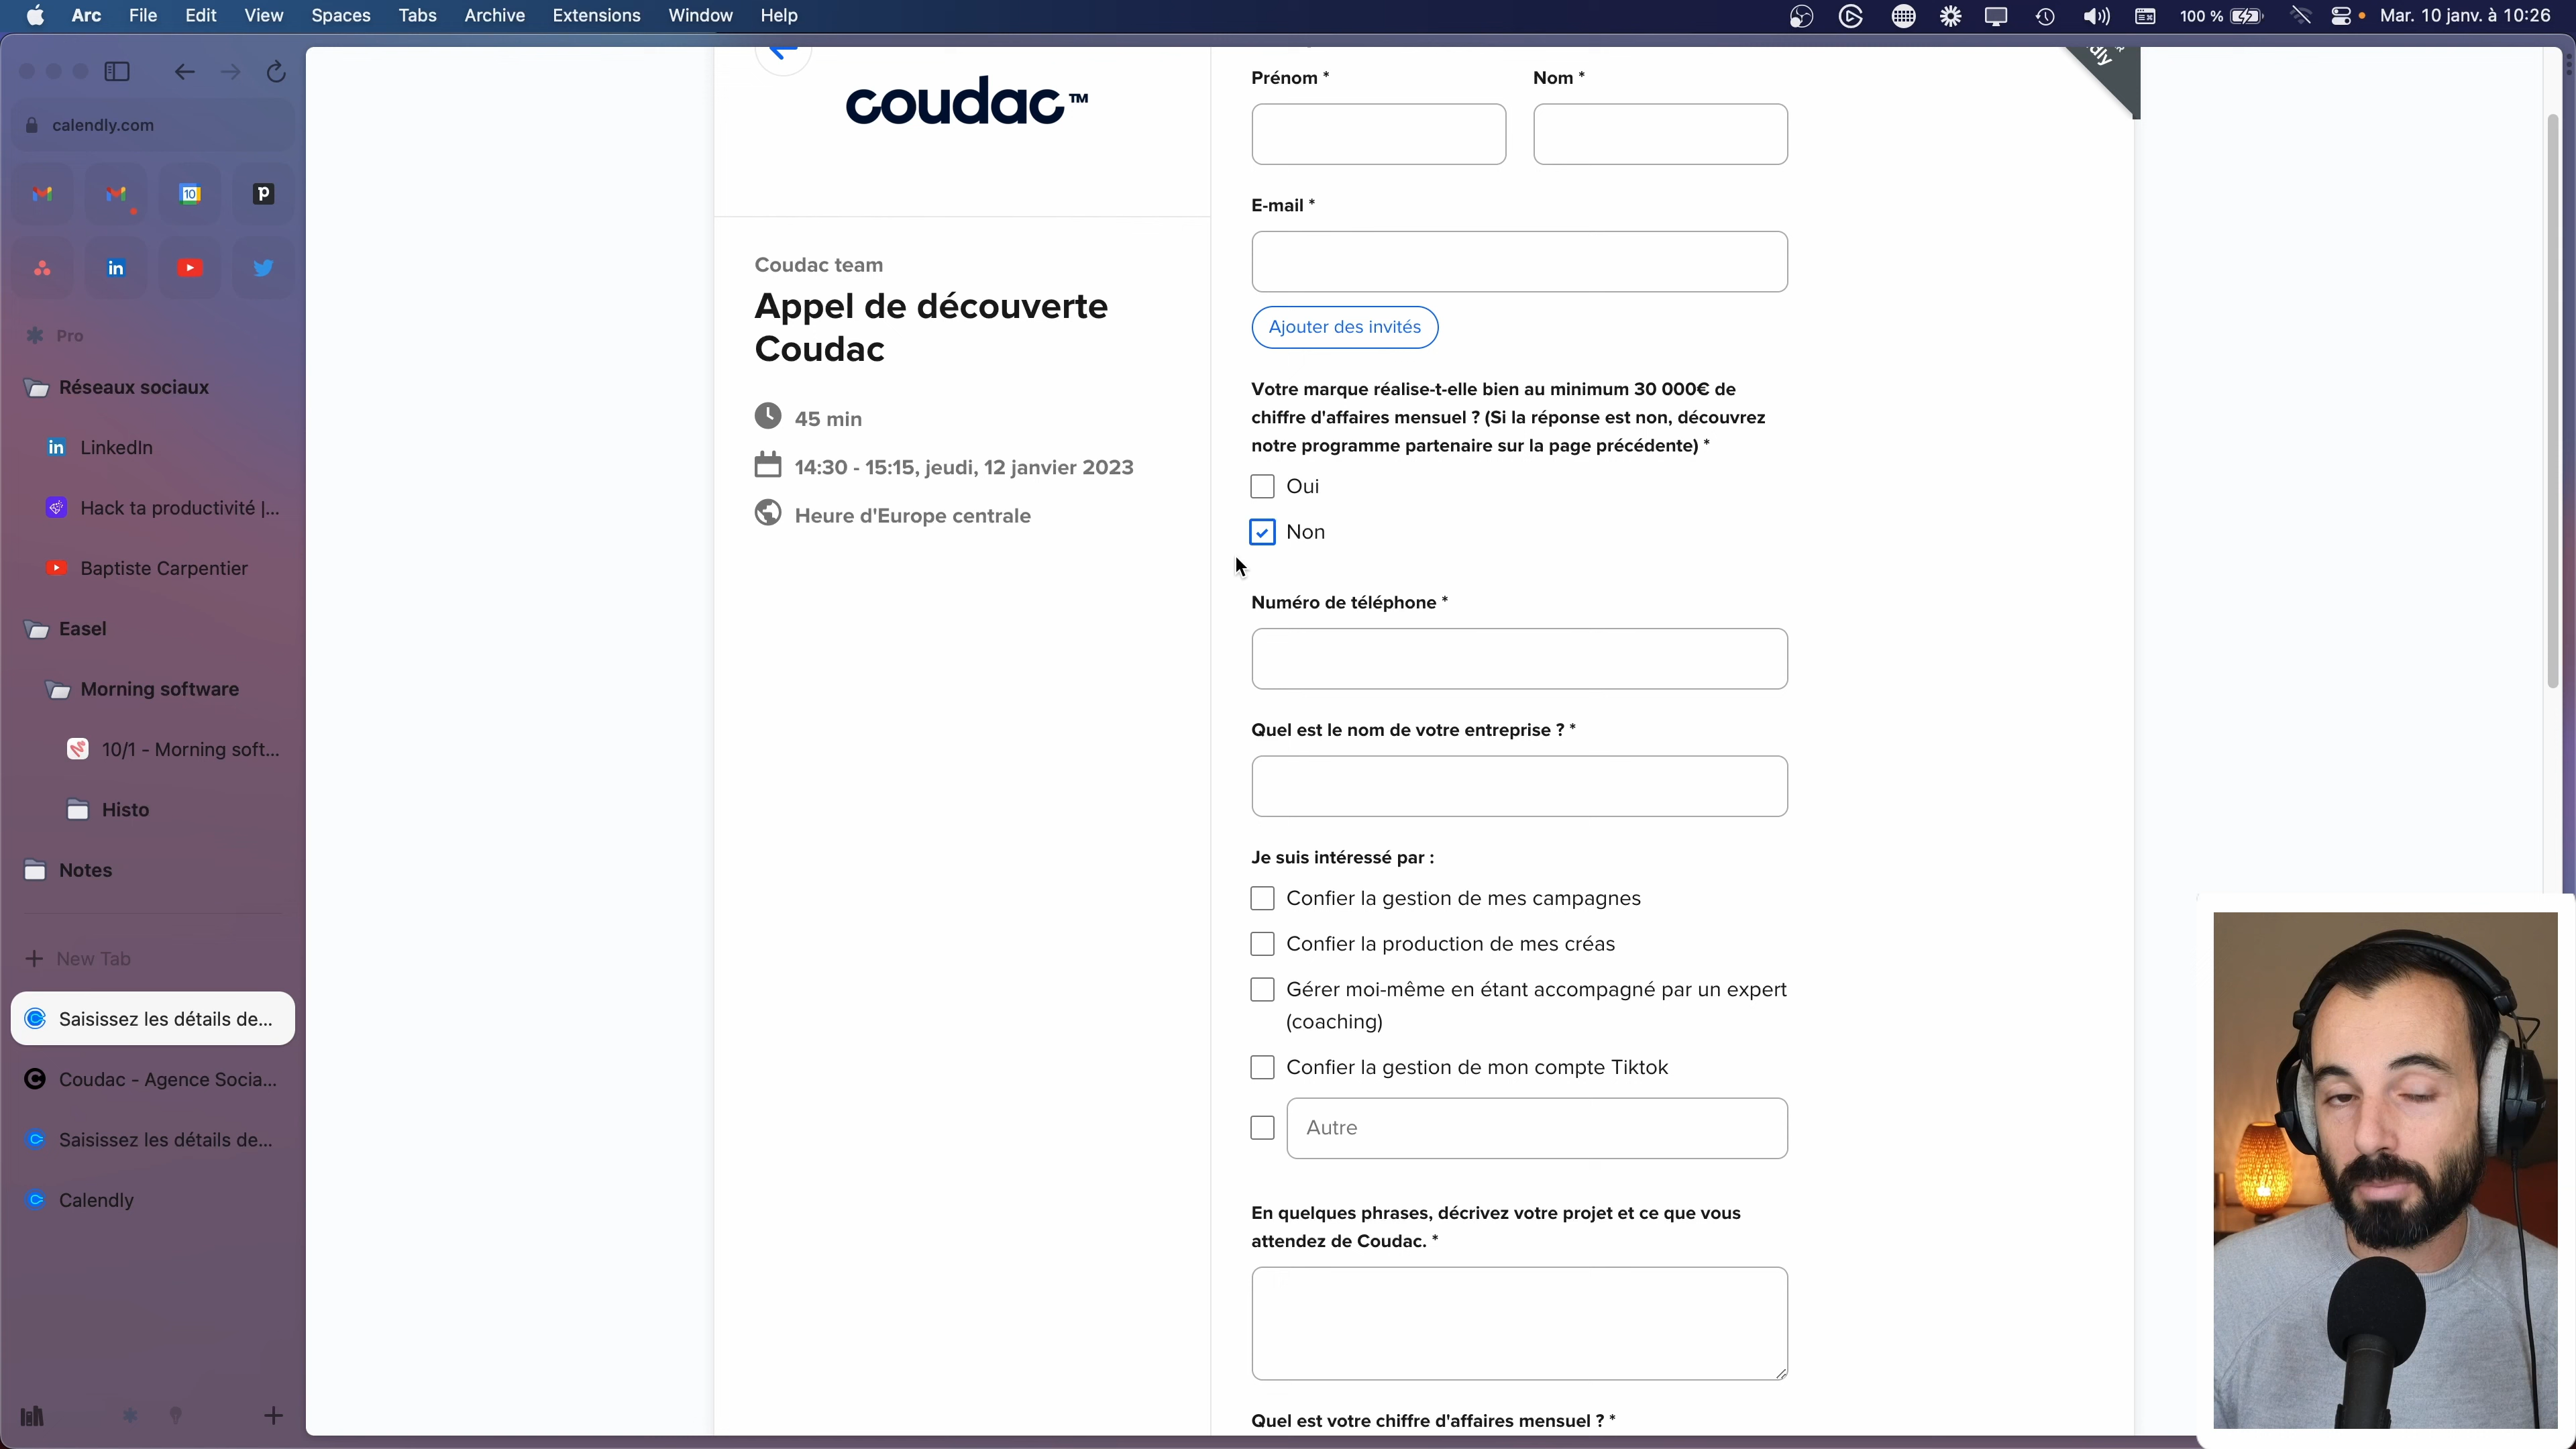 Arc File Edit View Spaces Tabs Archive Extensions Window Help
100 % Mar. 10 janv. à 10:26
calendly.com
10
Pro
Réseaux sociaux
LinkedIn
Hack ta productivité |...
Baptiste Carpentier
Easel
Morning software
10/1 - Morning soft...
Histo
Notes
New Tab
Saisissez les détails de...
Coudac - Agence Socia...
Saisissez les détails de...
Calendly
coudac™
Coudac team
Appel de découverte
Coudac
45 min
14:30 - 15:15, jeudi, 12 janvier 2023
Heure d'Europe centrale
Prénom * Nom *
E-mail *
Ajouter des invités
Votre marque réalise-t-elle bien au minimum 30 000€ de
chiffre d'affaires mensuel ? (Si la réponse est non, découvrez
notre programme partenaire sur la page précédente) *
Oui
Non
Numéro de téléphone *
Quel est le nom de votre entreprise ? *
Je suis intéressé par :
Confier la gestion de mes campagnes
Confier la production de mes créas
Gérer moi-même en étant accompagné par un expert
(coaching)
Confier la gestion de mon compte Tiktok
Autre
En quelques phrases, décrivez votre projet et ce que vous
attendez de Coudac. *
Quel est votre chiffre d'affaires mensuel ? *